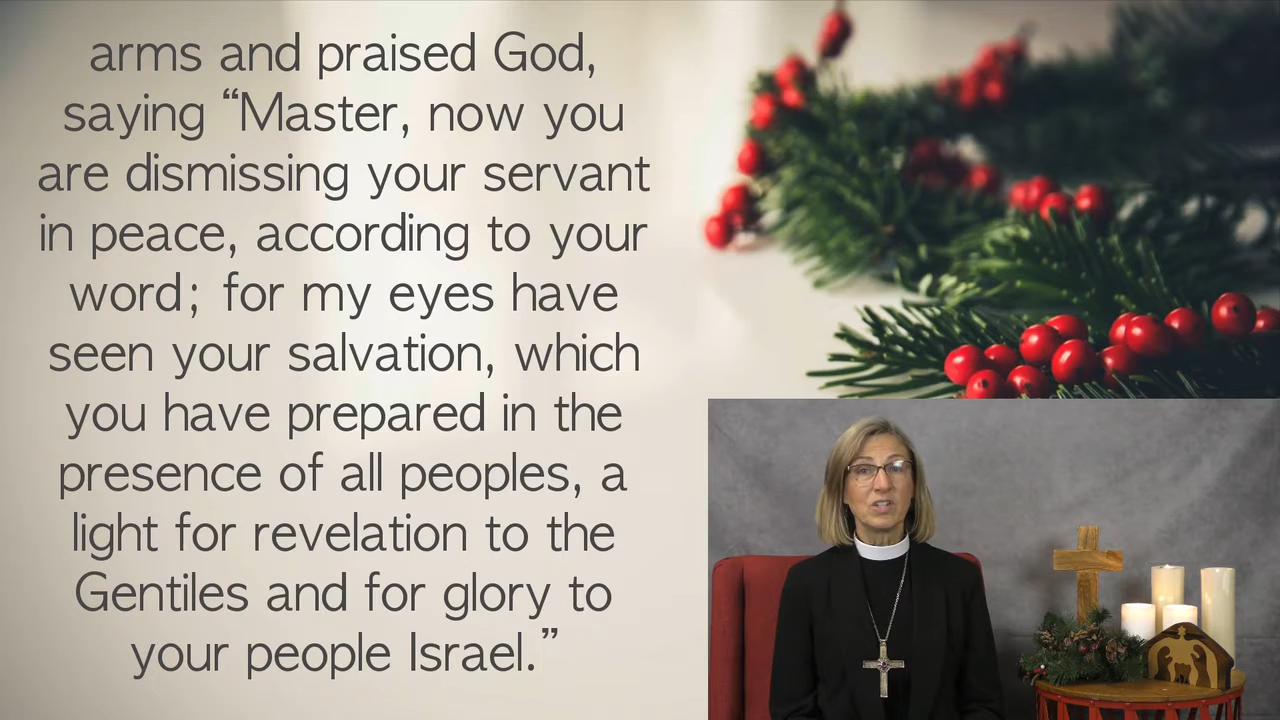 arms and praised God,
saying “Master, now you
are dismissing your servant
in peace, according to your
word; for my eyes have
seen your salvation, which
you have prepared in the
presence of all peoples, a
light for revelation to the
Gentiles and for glory to
your people Israel.”